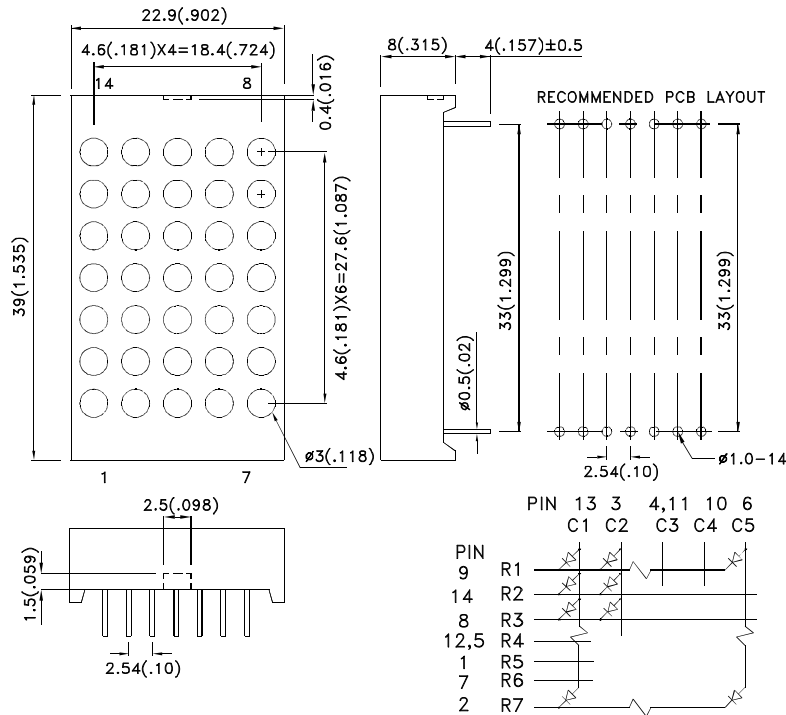 22.9(.902)
4.6(.181)X4=18.4(.724)
14 8
0.4(.016)
39(1.535)
4.6(.181)X6=27.6(1.087)
ø3(.118)
1 7
8(.315) 4(.157)±0.5
33(1.299)
ø0.5(.02)
RECOMMENDED PCB LAYOUT
33(1.299)
ø1.0-14
2.54(.10)
2.5(.098)
1.5(.059)
2.54(.10)
PIN 13 3 4,11 10 6
C1 C2 C3 C4 C5
PIN
9 R1
14 R2
8 R3
12,5 R4
1 R5
7 R6
2 R7